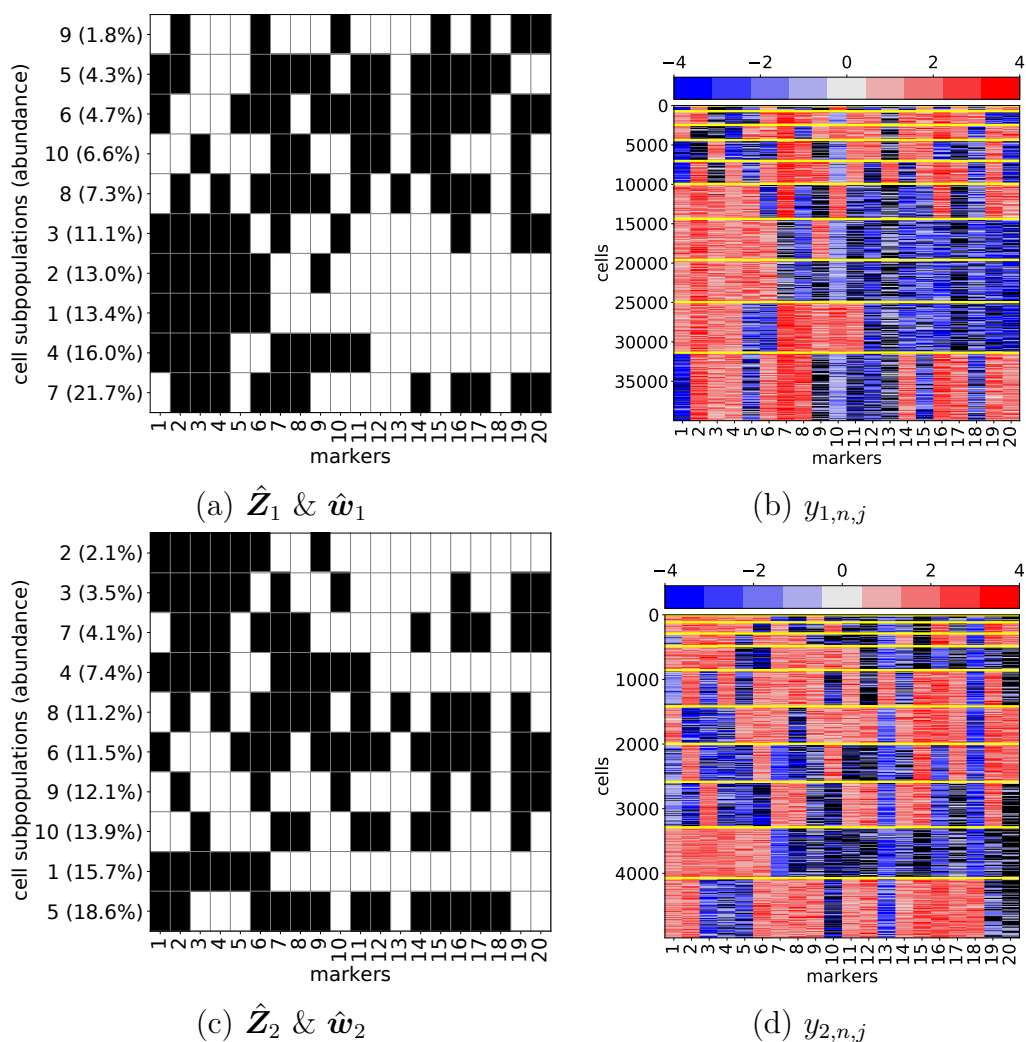 cell subpopulations (abundance)
9 (1.8%)
5 (4.3%)
6 (4.7%)
10 (6.6%)
8 (7.3%)
3 (11.1%)
2 (13.0%)
1 (13.4%)
4 (16.0%)
7 (21.7%)
1 2 3 4 5 6 7 8 9 10 11 12 13 14 15 16 17 18 19 20
markers
(a) Ẑ₁ & ŵ₁
−4 −2 0 2 4
cells
0
5000
10000
15000
20000
25000
30000
35000
1 2 3 4 5 6 7 8 9 10 11 12 13 14 15 16 17 18 19 20
markers
(b) y₁,ₙ,ⱼ
cell subpopulations (abundance)
2 (2.1%)
3 (3.5%)
7 (4.1%)
4 (7.4%)
8 (11.2%)
6 (11.5%)
9 (12.1%)
10 (13.9%)
1 (15.7%)
5 (18.6%)
1 2 3 4 5 6 7 8 9 10 11 12 13 14 15 16 17 18 19 20
markers
(c) Ẑ₂ & ŵ₂
−4 −2 0 2 4
cells
0
1000
2000
3000
4000
1 2 3 4 5 6 7 8 9 10 11 12 13 14 15 16 17 18 19 20
markers
(d) y₂,ₙ,ⱼ